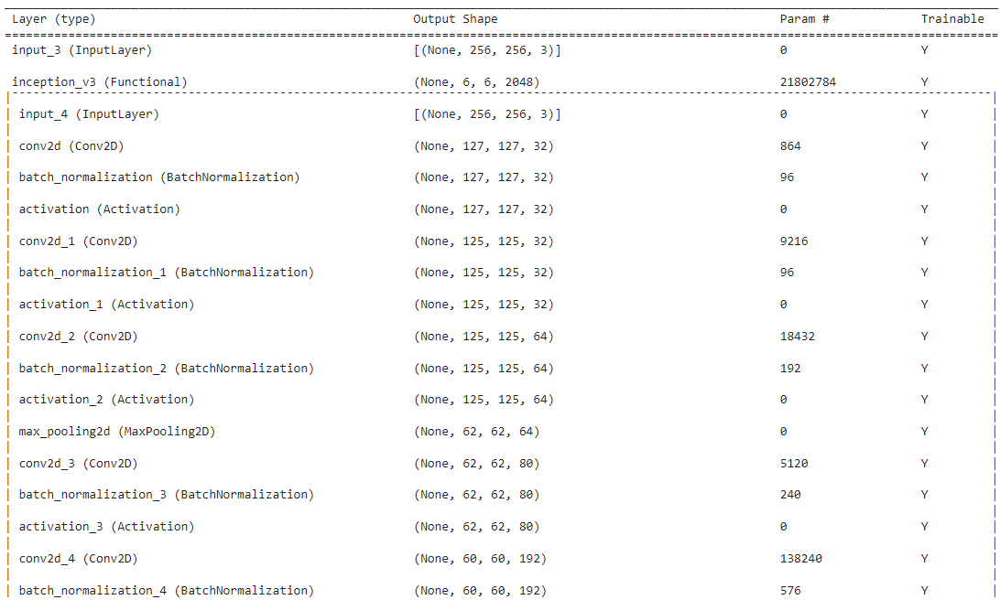 Layer (type) Output Shape Param # Trainable
input_3 (InputLayer) [(None, 256, 256, 3)] 0 Y
inception_v3 (Functional) (None, 6, 6, 2048) 21802784 Y
input_4 (InputLayer) [(None, 256, 256, 3)] 0 Y
conv2d (Conv2D) (None, 127, 127, 32) 864 Y
batch_normalization (BatchNormalization) (None, 127, 127, 32) 96 Y
activation (Activation) (None, 127, 127, 32) 0 Y
conv2d_1 (Conv2D) (None, 125, 125, 32) 9216 Y
batch_normalization_1 (BatchNormalization) (None, 125, 125, 32) 96 Y
activation_1 (Activation) (None, 125, 125, 32) 0 Y
conv2d_2 (Conv2D) (None, 125, 125, 64) 18432 Y
batch_normalization_2 (BatchNormalization) (None, 125, 125, 64) 192 Y
activation_2 (Activation) (None, 125, 125, 64) 0 Y
max_pooling2d (MaxPooling2D) (None, 62, 62, 64) 0 Y
conv2d_3 (Conv2D) (None, 62, 62, 80) 5120 Y
batch_normalization_3 (BatchNormalization) (None, 62, 62, 80) 240 Y
activation_3 (Activation) (None, 62, 62, 80) 0 Y
conv2d_4 (Conv2D) (None, 60, 60, 192) 138240 Y
batch_normalization_4 (BatchNormalization) (None, 60, 60, 192) 576 Y